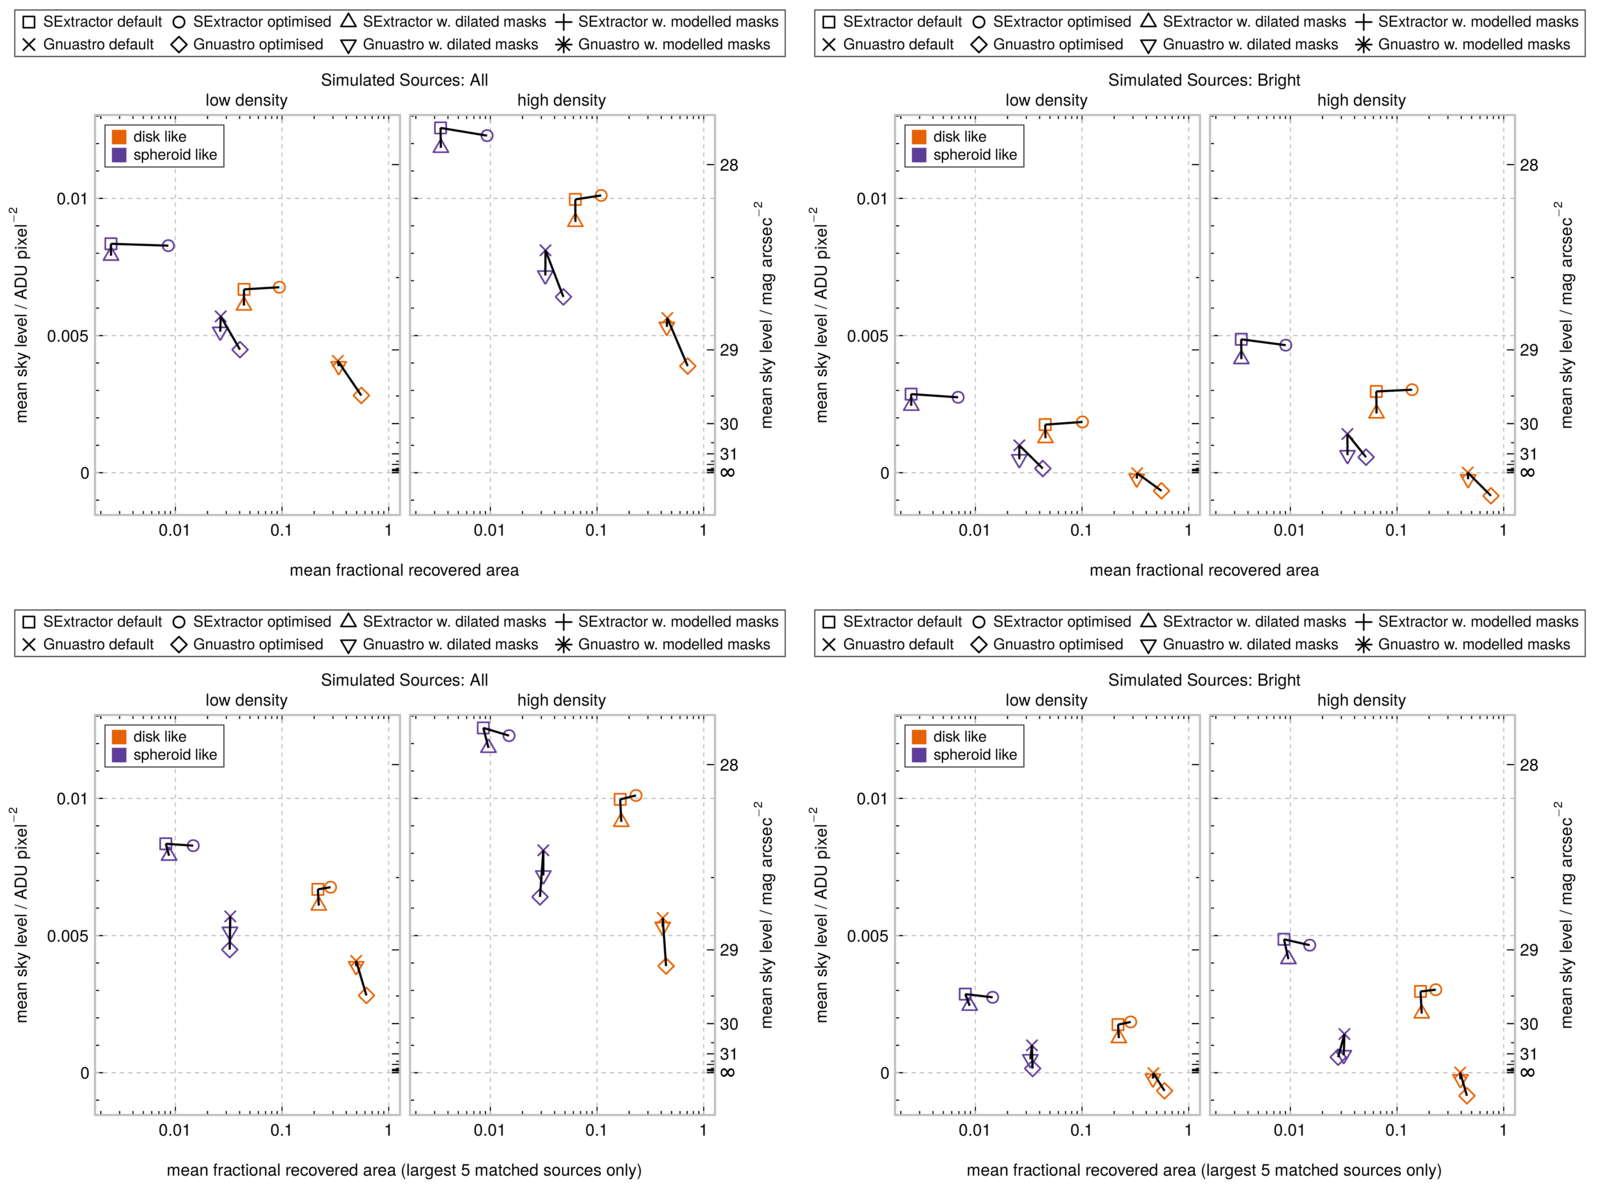 SExtractor default SExtractor optimised SExtractor w. dilated masks SExtractor w. modelled masks
Gnuastro default Gnuastro optimised Gnuastro w. dilated masks Gnuastro w. modelled masks
Simulated Sources: All
low density high density
disk like
spheroid like
mean sky level / ADU pixel⁻²
0.01
0.005
0
28
29
30
31
∞
mean sky level / mag arcsec⁻²
0.01 0.1 1 0.01 0.1 1
mean fractional recovered area
SExtractor default SExtractor optimised SExtractor w. dilated masks SExtractor w. modelled masks
Gnuastro default Gnuastro optimised Gnuastro w. dilated masks Gnuastro w. modelled masks
Simulated Sources: Bright
low density high density
disk like
spheroid like
mean sky level / ADU pixel⁻²
0.01
0.005
0
28
29
30
31
∞
mean sky level / mag arcsec⁻²
0.01 0.1 1 0.01 0.1 1
mean fractional recovered area
SExtractor default SExtractor optimised SExtractor w. dilated masks SExtractor w. modelled masks
Gnuastro default Gnuastro optimised Gnuastro w. dilated masks Gnuastro w. modelled masks
Simulated Sources: All
low density high density
disk like
spheroid like
mean sky level / ADU pixel⁻²
0.01
0.005
0
28
29
30
31
∞
mean sky level / mag arcsec⁻²
0.01 0.1 1 0.01 0.1 1
mean fractional recovered area (largest 5 matched sources only)
SExtractor default SExtractor optimised SExtractor w. dilated masks SExtractor w. modelled masks
Gnuastro default Gnuastro optimised Gnuastro w. dilated masks Gnuastro w. modelled masks
Simulated Sources: Bright
low density high density
disk like
spheroid like
mean sky level / ADU pixel⁻²
0.01
0.005
0
28
29
30
31
∞
mean sky level / mag arcsec⁻²
0.01 0.1 1 0.01 0.1 1
mean fractional recovered area (largest 5 matched sources only)